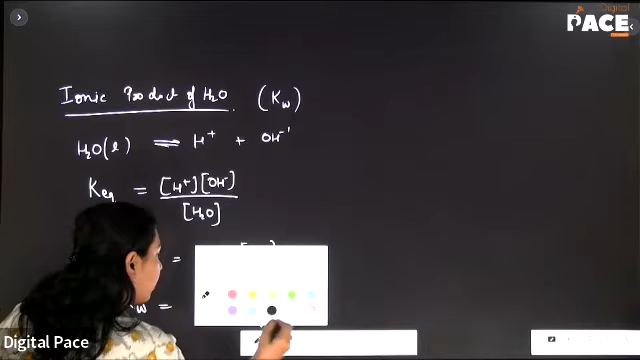 Digital
PACE
Ionic Product of H₂O (Kw)
H₂O(l) ⇌ H⁺ + OH⁻
Keq = [H⁺][OH⁻]
[H₂O]
=
w =
Digital Pace